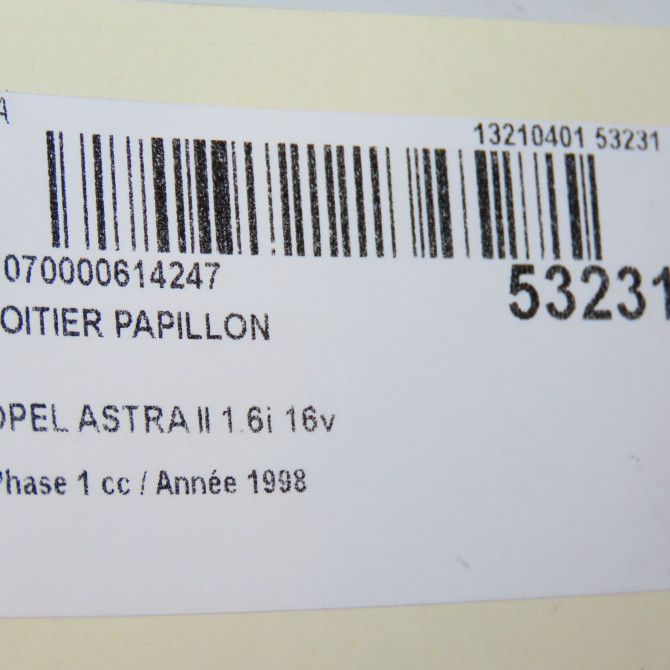 A
13210401 53231
070000614247
53231
OITIER PAPILLON
OPEL ASTRA II 1.6i 16v
Phase 1 cc / Année 1998